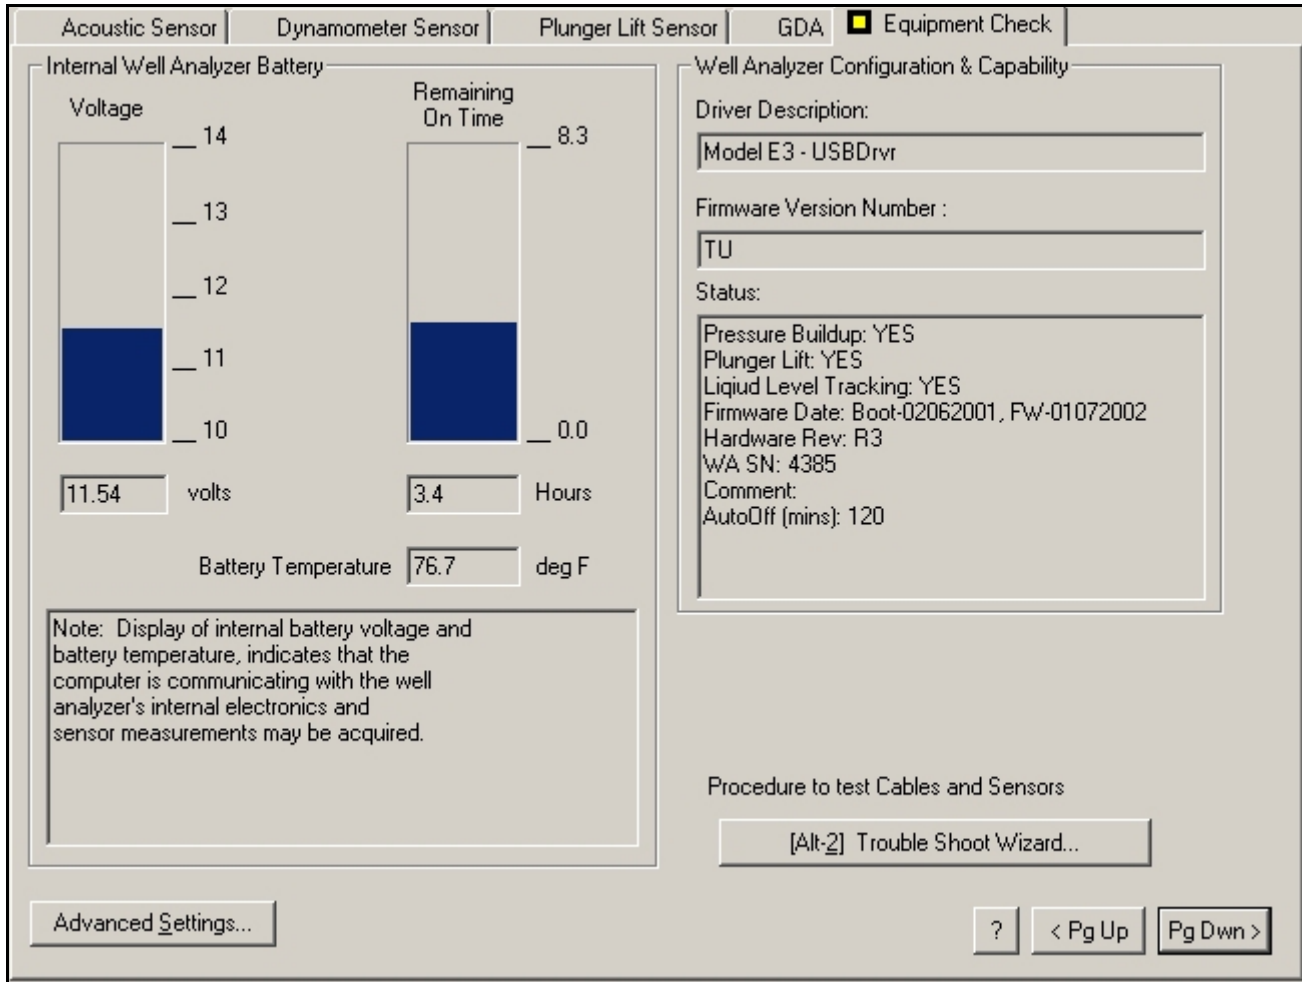 Acoustic Sensor
Dynamometer Sensor
Plunger Lift Sensor
GDA
Equipment Check
Internal Well Analyzer Battery
Voltage
14
13
12
11
10
11.54 volts
Remaining
On Time
8.3
0.0
3.4 Hours
Battery Temperature 76.7 deg F
Note: Display of internal battery voltage and
battery temperature, indicates that the
computer is communicating with the well
analyzer's internal electronics and
sensor measurements may be acquired.
Well Analyzer Configuration & Capability
Driver Description:
Model E3 - USBDrvr
Firmware Version Number :
TU
Status:
Pressure Buildup: YES
Plunger Lift: YES
Liqiud Level Tracking: YES
Firmware Date: Boot-02062001, FW-01072002
Hardware Rev: R3
WA SN: 4385
Comment:
AutoOff (mins): 120
Procedure to test Cables and Sensors
[Alt-2] Trouble Shoot Wizard...
Advanced Settings...
?
< Pg Up
Pg Dwn >